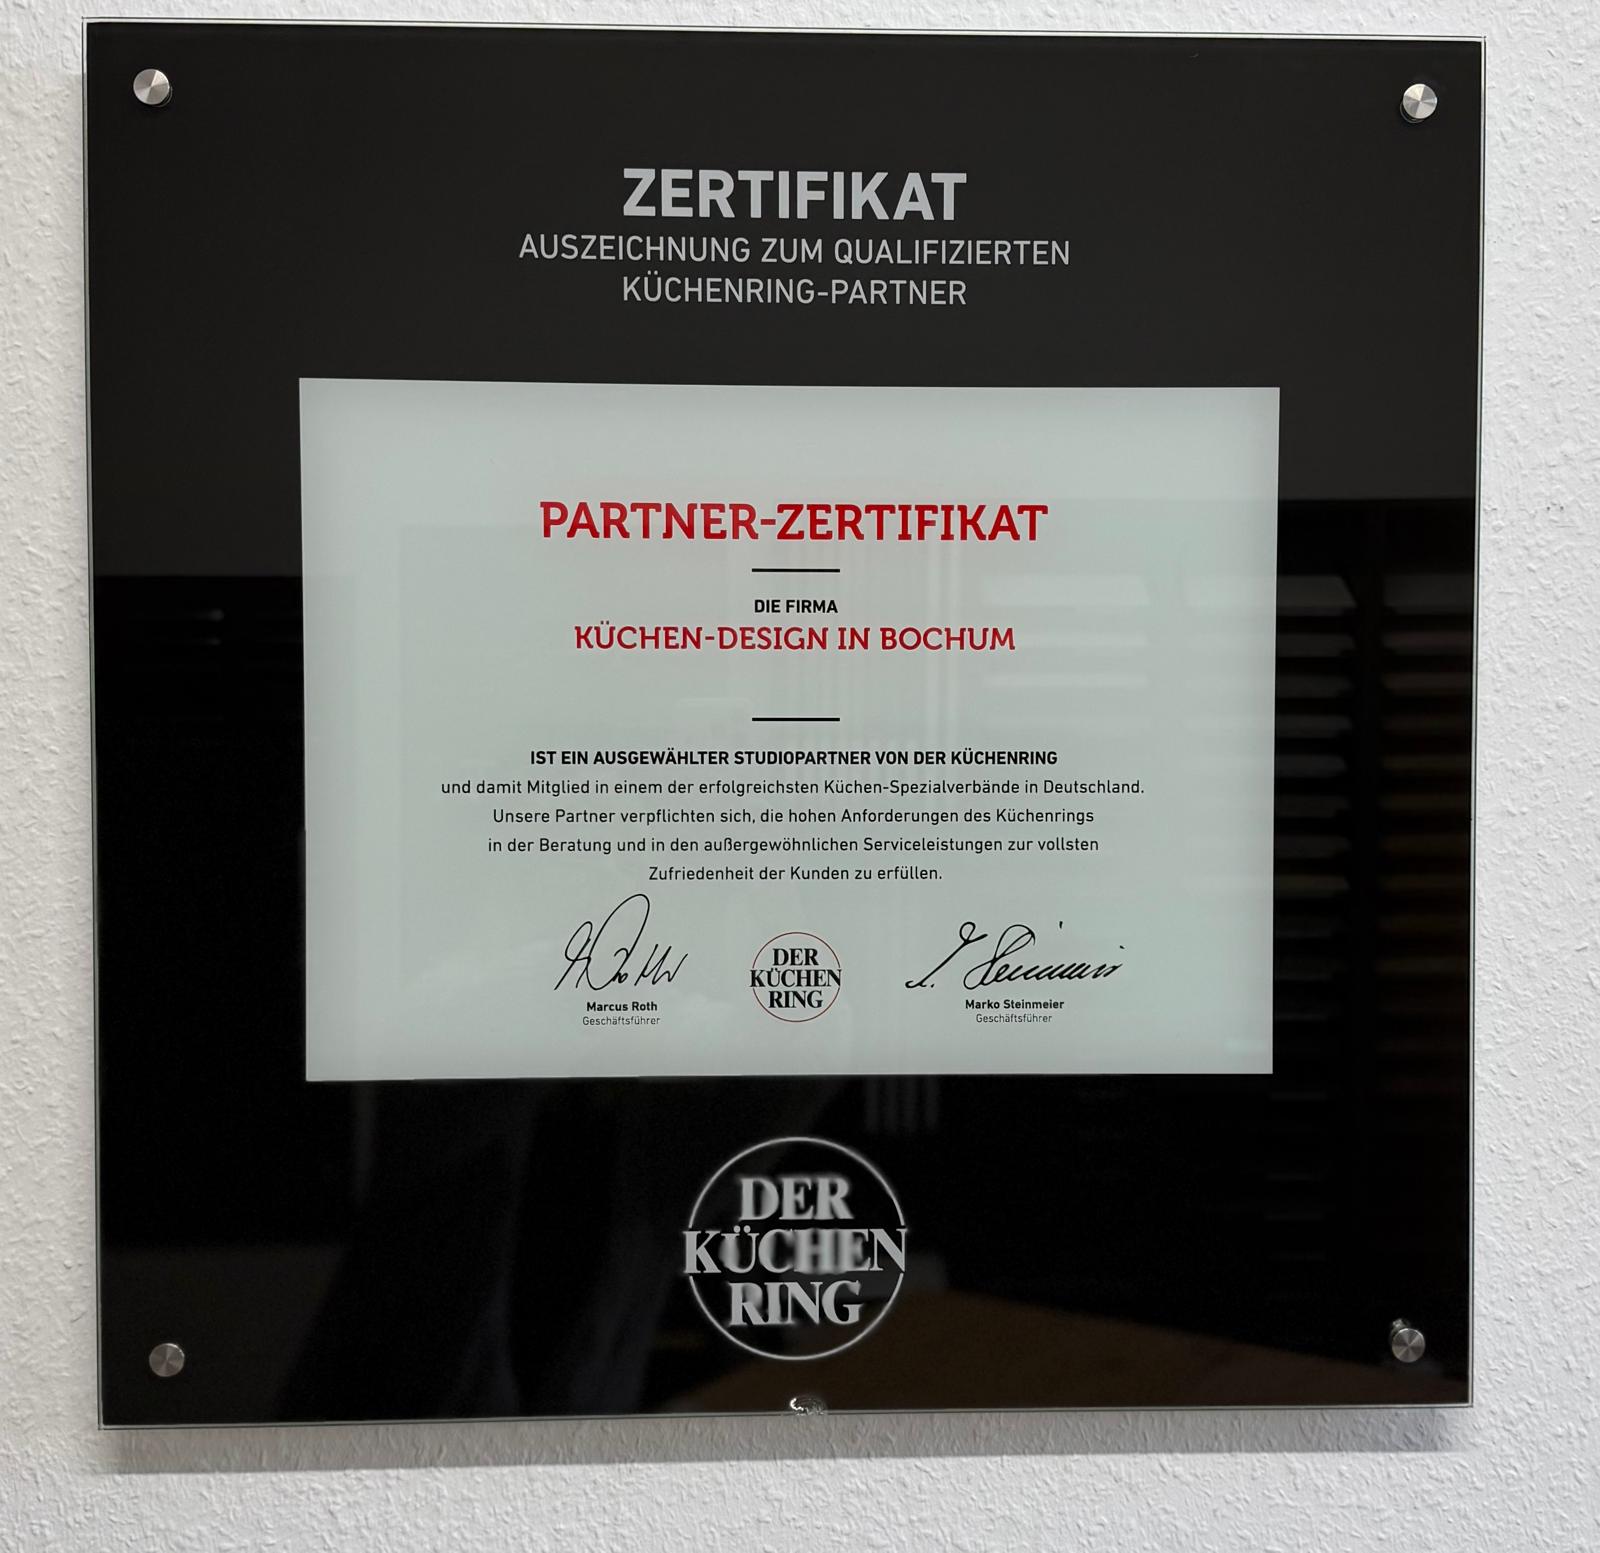 ZERTIFIKAT
AUSZEICHNUNG ZUM QUALIFIZIERTEN
KÜCHENRING-PARTNER
PARTNER-ZERTIFIKAT
DIE FIRMA
KÜCHEN-DESIGN IN BOCHUM
IST EIN AUSGEWÄHLTER STUDIOPARTNER VON DER KÜCHENRING
und damit Mitglied in einem der erfolgreichsten Küchen-Spezialverbände in Deutschland.
Unsere Partner verpflichten sich, die hohen Anforderungen des Küchenrings
in der Beratung und in den außergewöhnlichen Serviceleistungen zur vollsten
Zufriedenheit der Kunden zu erfüllen.
Marcus Roth
Geschäftsführer
DER
KÜCHEN
RING
Marko Steinmeier
Geschäftsführer
DER
KÜCHEN
RING